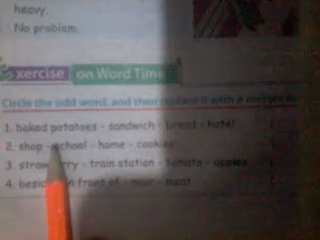 heavy.
No problem.
xercise on Word Time
Circle the odd word, and then replace it with a
1. baked potatoes - sandwich - bread - hotel
2. shop - school - home - cookies
3. strawberry - train station - tomato - apples
4. beside - in front of - near - meat